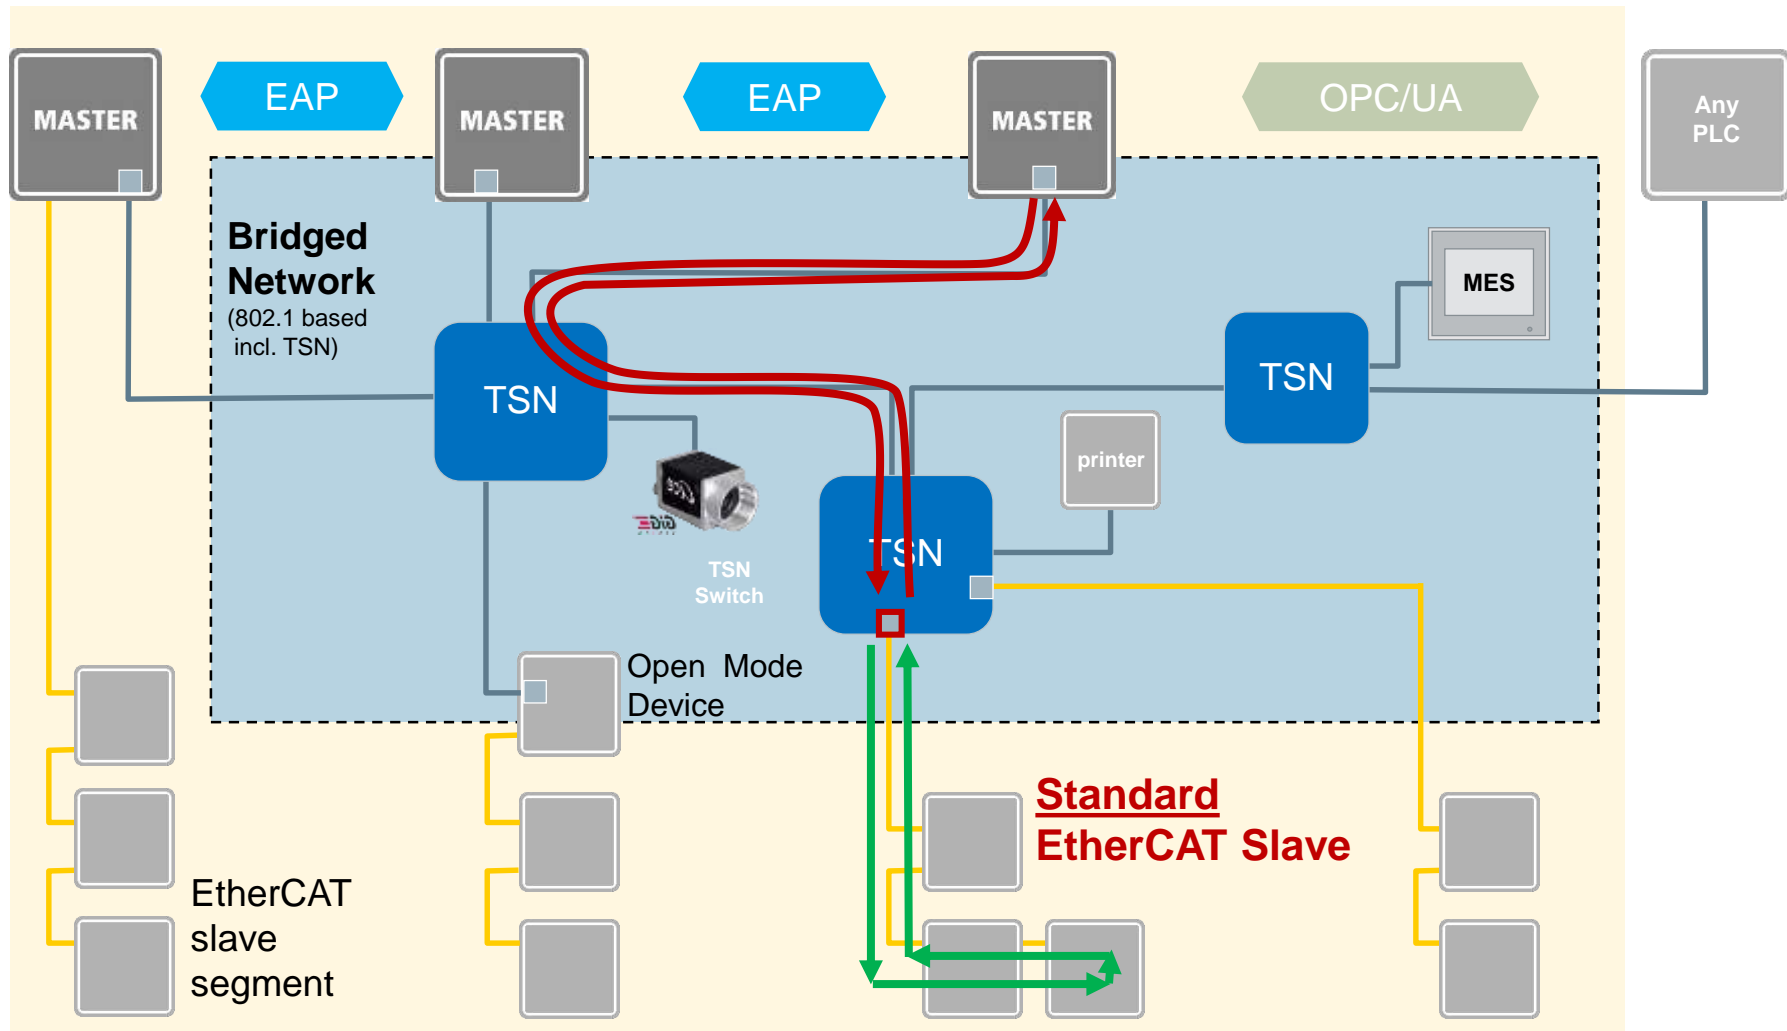 EAP
EAP
OPC/UA
MASTER
MASTER
MASTER
Any
PLC
Bridged
Network
(802.1 based
incl. TSN)
MES
TSN
TSN
printer
TSN
TSN
Switch
Open Mode
Device
Standard
EtherCAT Slave
EtherCAT
slave
segment